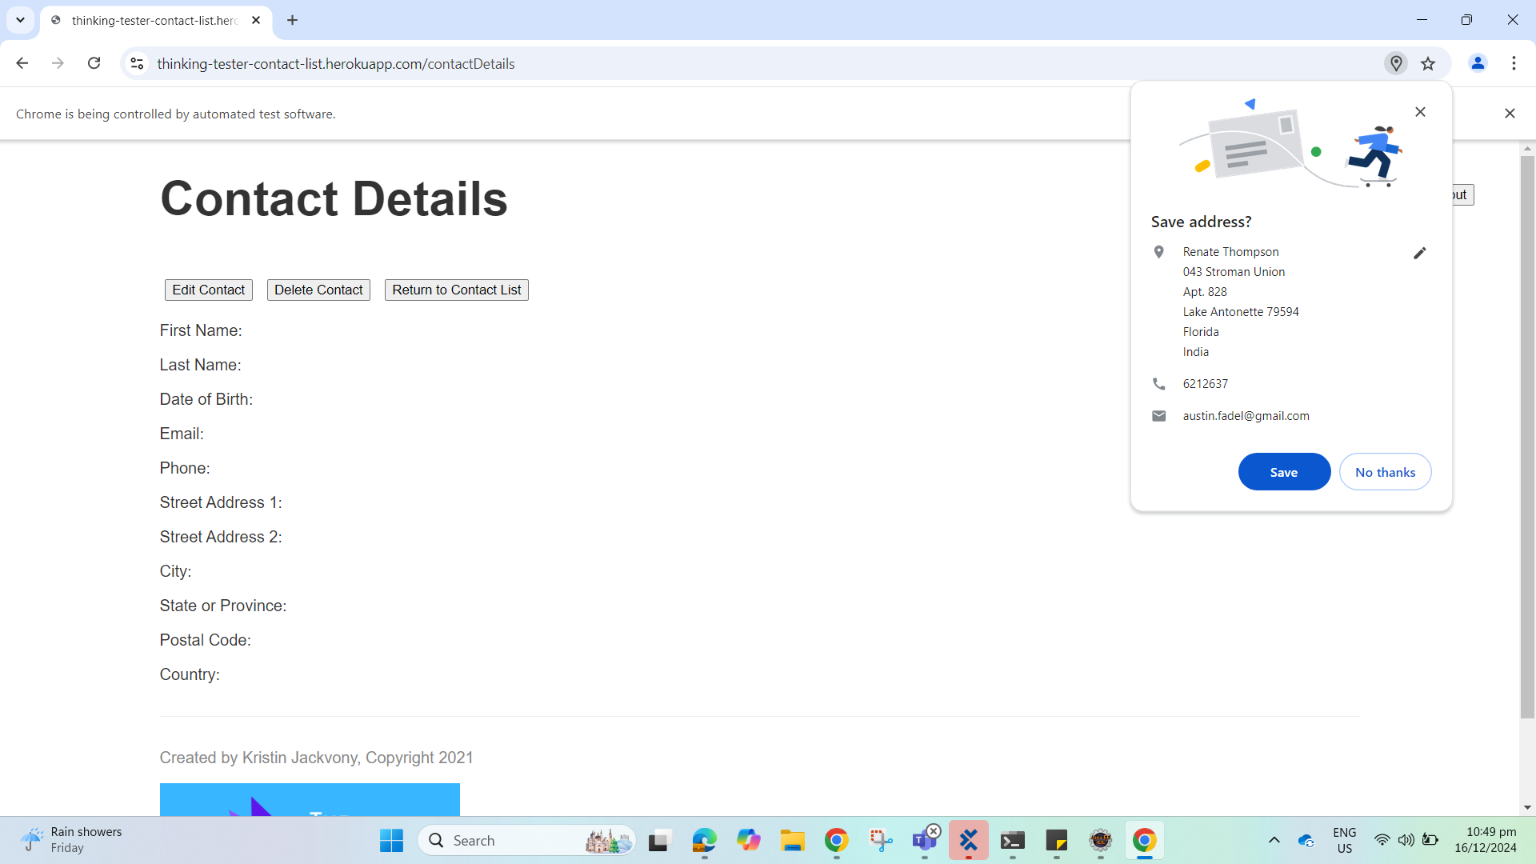 thinking-tester-contact-list.herc
thinking-tester-contact-list.herokuapp.com/contactDetails
Chrome is being controlled by automated test software.
Contact Details
out
Edit Contact
Delete Contact
Return to Contact List
First Name:
Last Name:
Date of Birth:
Email:
Phone:
Street Address 1:
Street Address 2:
City:
State or Province:
Postal Code:
Country:
Created by Kristin Jackvony, Copyright 2021
Save address?
Renate Thompson
043 Stroman Union
Apt. 828
Lake Antonette 79594
Florida
India
6212637
austin.fadel@gmail.com
Save
No thanks
Rain showers
Friday
Search
ENG
US
10:49 pm
16/12/2024